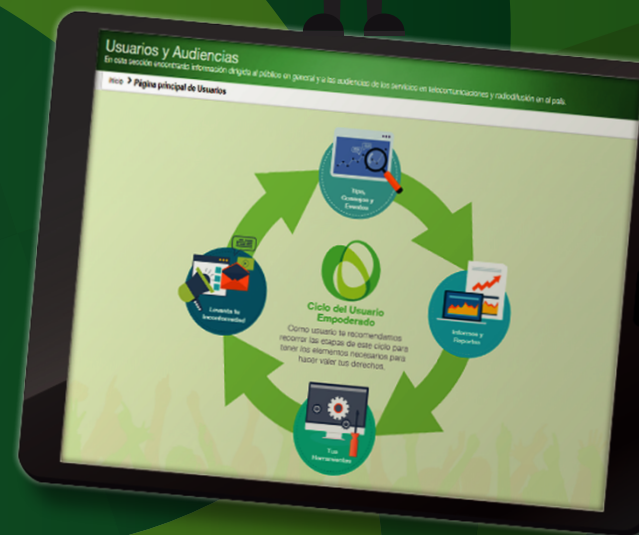 Usuarios y Audiencias
En esta sección encontrarás información dirigida al público en general y a las audiencias de los servicios en telecomunicaciones y radiodifusión en el país.
Inicio > Página principal de Usuarios
Tips,
Consejos y
Estudios
Levanta tu
Inconformidad
Ciclo del Usuario
Empoderado
Como usuario te recomendamos
recorrer las etapas de este ciclo para
tener los elementos necesarios para
hacer valer tus derechos.
Informes y
Reportes
Tus
Herramientas